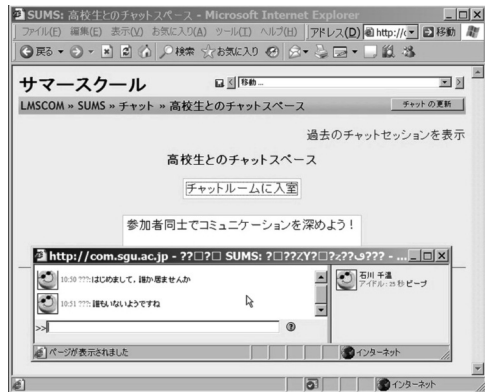 SUMS: 高校生とのチャットスペース - Microsoft Internet Explorer
ファイル(F) 編集(E) 表示(V) お気に入り(A) ツール(T) ヘルプ(H) アドレス(D) http://c 移動
戻る 検索 お気に入り
サマースクール
移動...
LMSCOM » SUMS » チャット » 高校生とのチャットスペース チャットの更新
過去のチャットセッションを表示
高校生とのチャットスペース
チャットルームに入室
参加者同士でコミュニケーションを深めよう!
http://com.sgu.ac.jp - ??□?□ SUMS:
10:50 ???: はじめまして、誰か居ませんか
石川 千温
アイドル: 25 秒 ビープ
10:51 ???: 誰もいないようですね
>>
ページが表示されました インターネット
インターネット